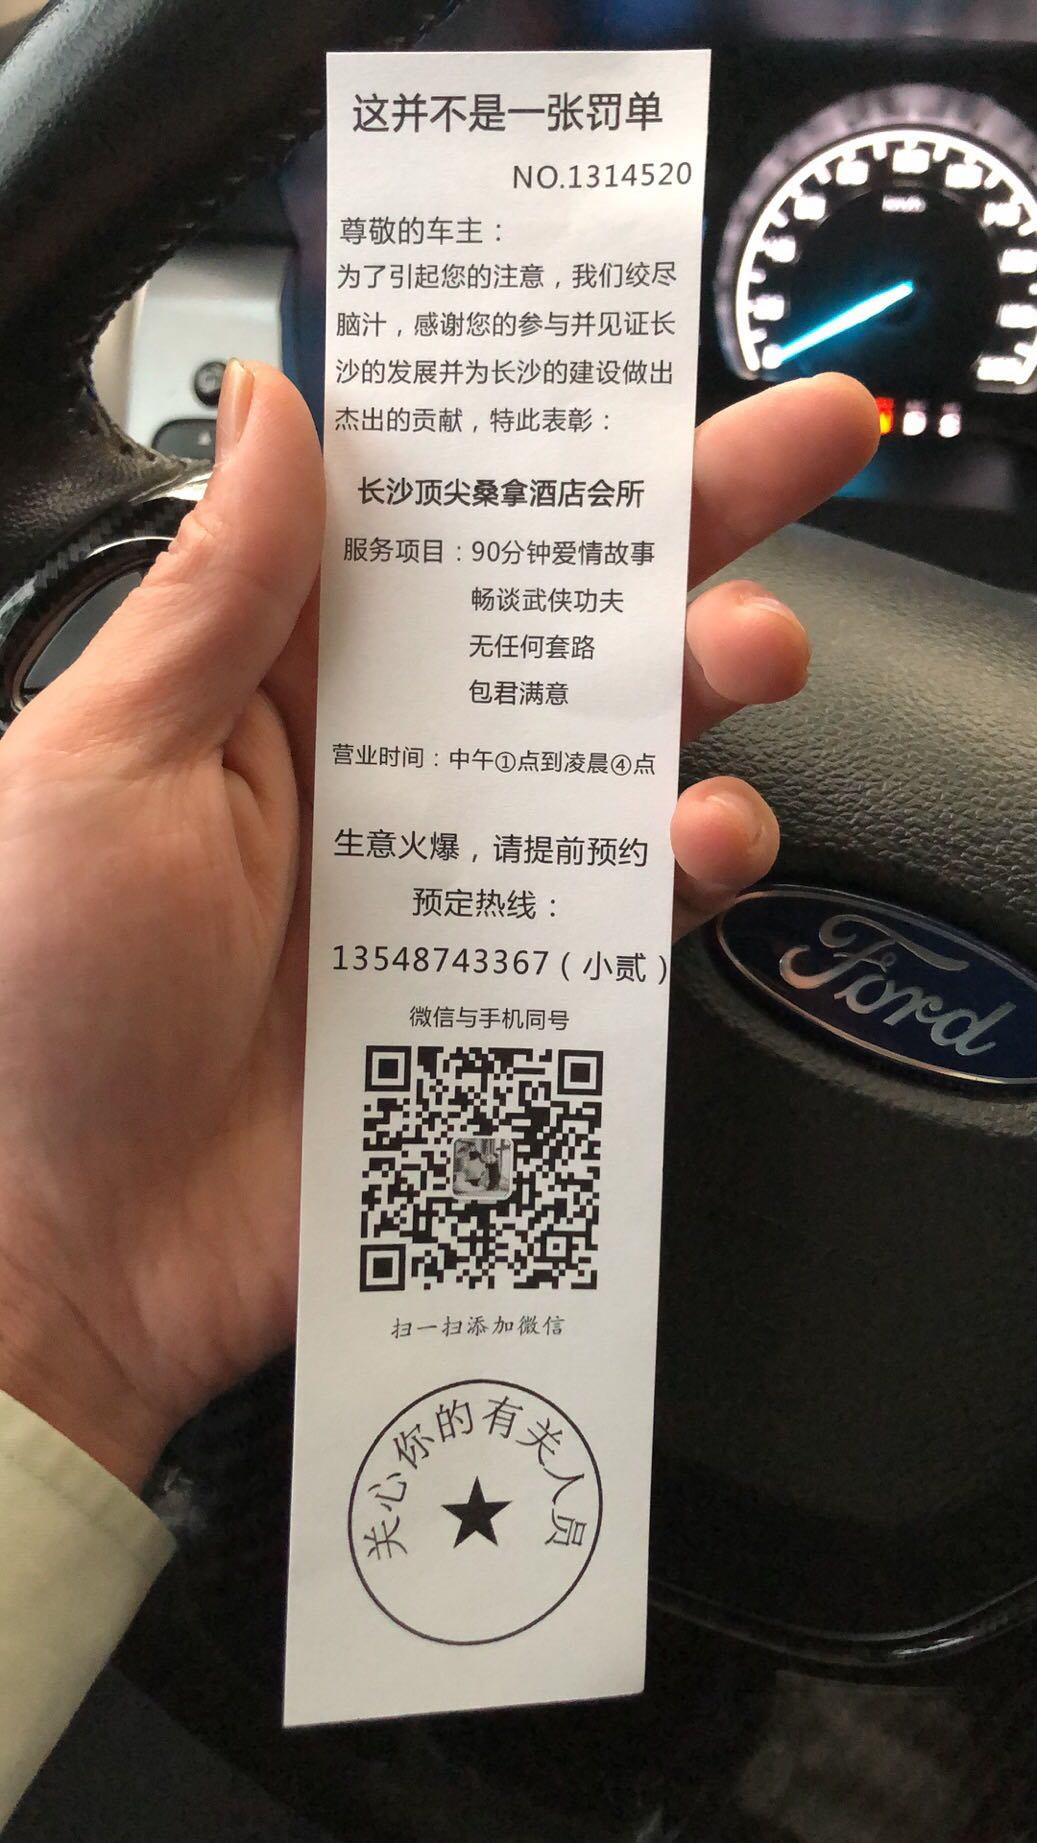 这并不是一张罚单
NO.1314520
尊敬的车主：
为了引起您的注意，我们绞尽
脑汁，感谢您的参与并见证长
沙的发展并为长沙的建设做出
杰出的贡献，特此表彰：
长沙顶尖桑拿酒店会所
服务项目：90分钟爱情故事
畅谈武侠功夫
无任何套路
包君满意
营业时间：中午①点到凌晨④点
生意火爆，请提前预约
预定热线：
13548743367（小贰）
微信与手机同号
扫一扫添加微信
关心你的有关人员
Ford